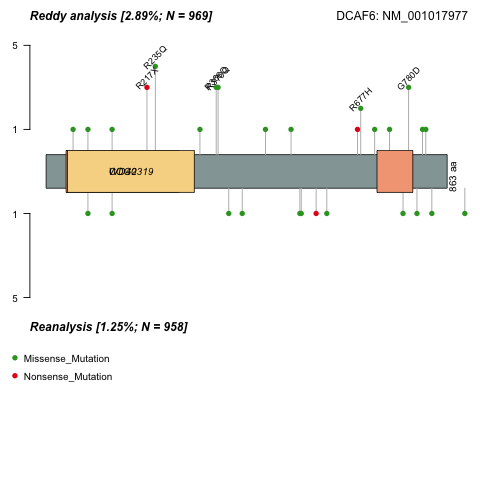 Reddy analysis [2.89%; N = 969]
DCAF6: NM_001017977
5
R235Q
R217X
R677H
G780D
1
863 aa
1
5
Reanalysis [1.25%; N = 958]
Missense_Mutation
Nonsense_Mutation